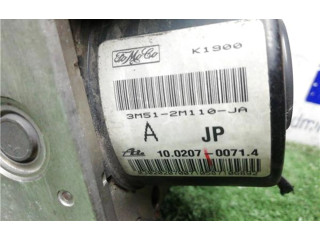 FoMoCo K1900
3M51-2M110-JA
A JP
Ate 10.0207-0071.4